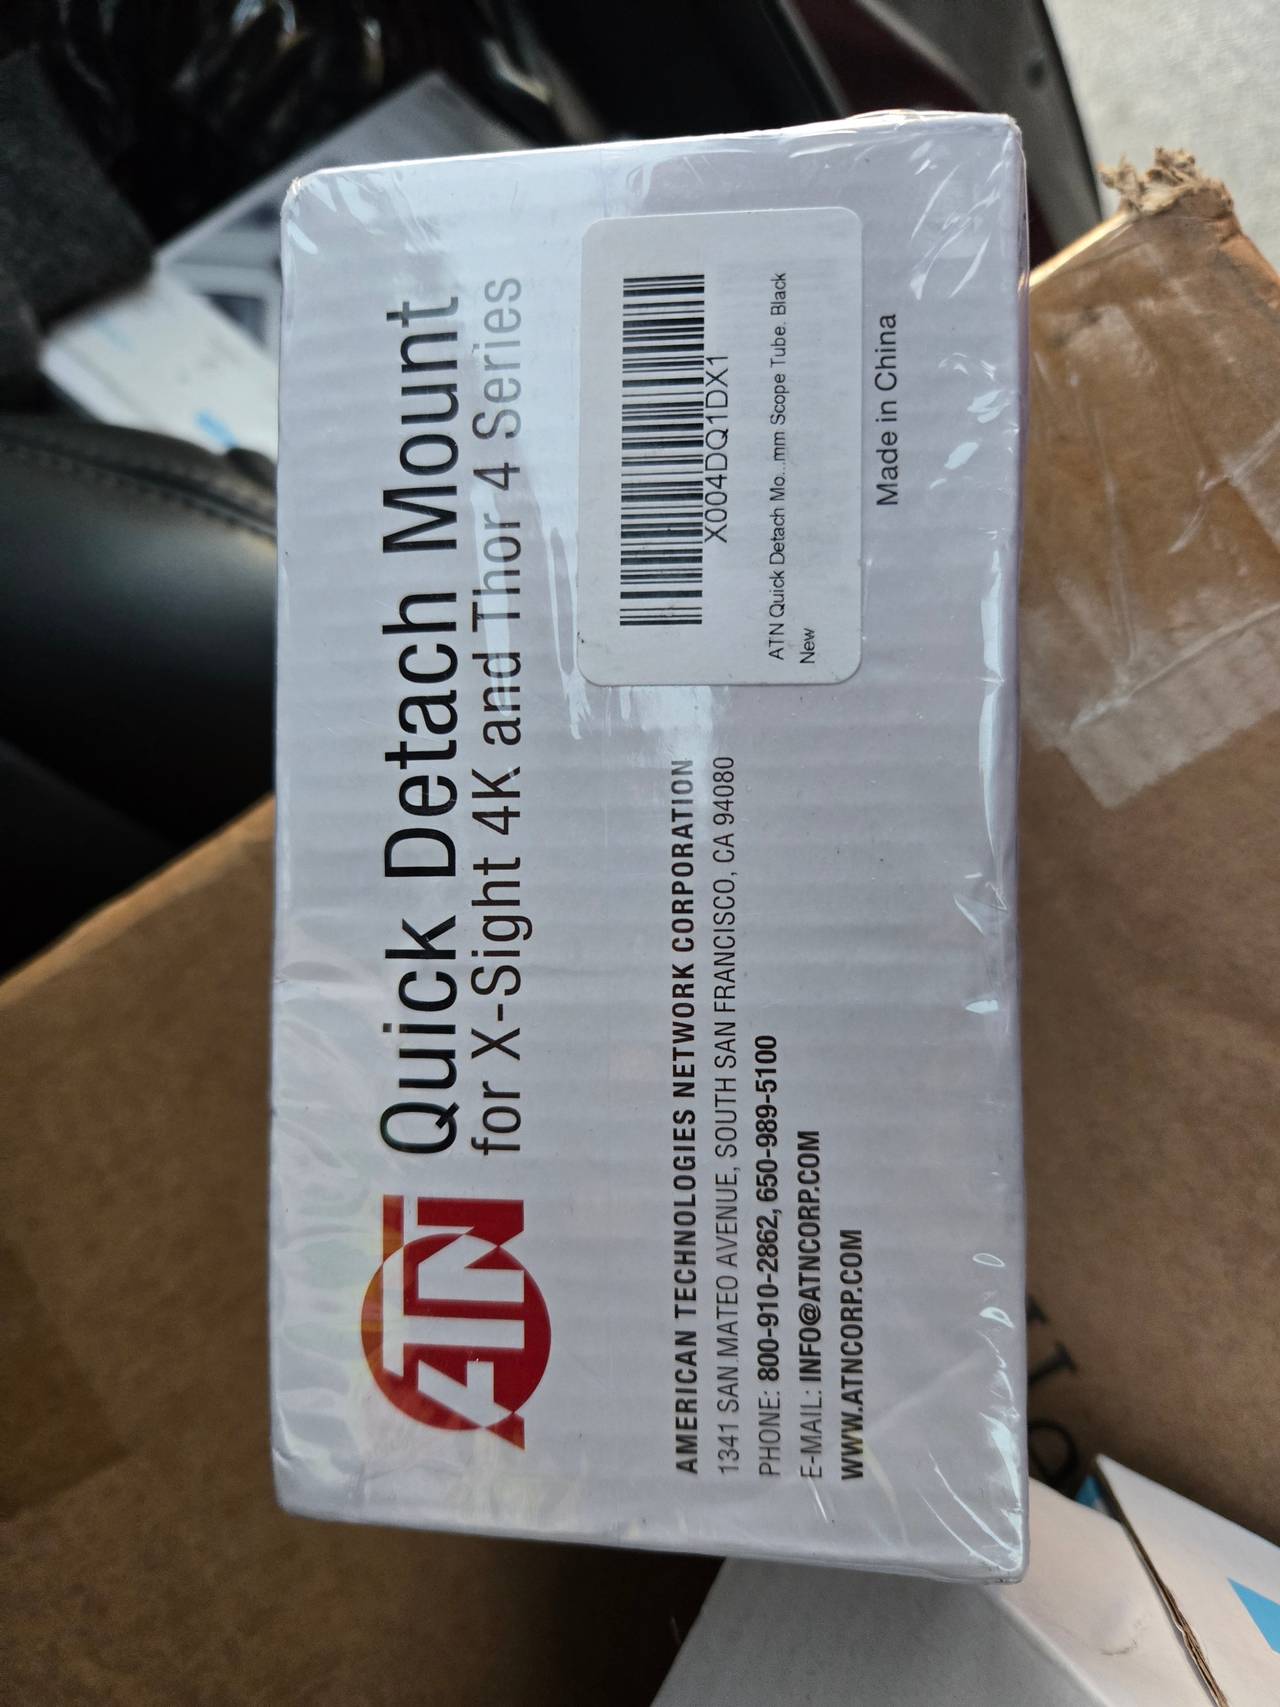 ATN
Quick Detach Mount
for X-Sight 4K and Thor 4 Series
AMERICAN TECHNOLOGIES NETWORK CORPORATION
1341 SAN MATEO AVENUE, SOUTH SAN FRANCISCO, CA 94080
PHONE: 800-910-2862, 650-989-5100
E-MAIL: INFO@ATNCORP.COM
WWW.ATNCORP.COM
X004DQ1DX1
ATN Quick Detach Mo...mm Scope Tube. Black
New
Made in China